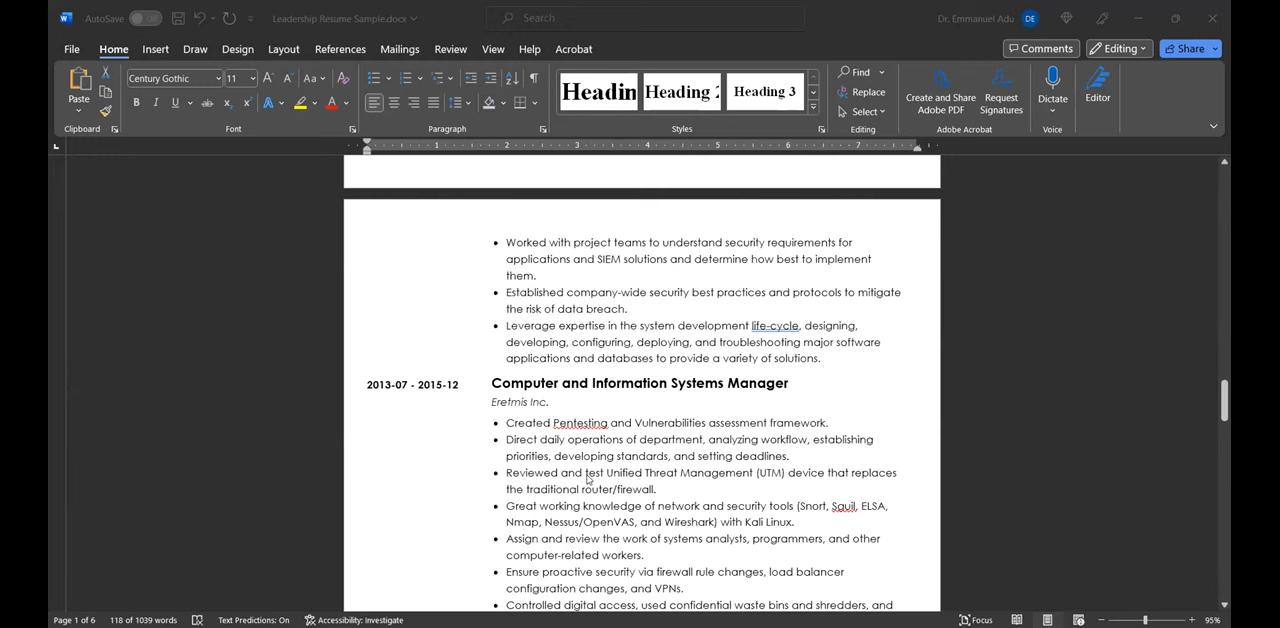 AutoSave Off Leadership Resume Sample.docx Search Dr. Emmanuel Adu DE
File Home Insert Draw Design Layout References Mailings Review View Help Acrobat Comments Editing Share
Paste Century Gothic 11 Headin Heading 2 Heading 3 Find Replace Select Create and Share Adobe PDF Request Signatures Dictate Editor
Clipboard Font Paragraph Styles Editing Adobe Acrobat Voice
1 2 3 4 5 6 7
• Worked with project teams to understand security requirements for
applications and SIEM solutions and determine how best to implement
them.
• Established company-wide security best practices and protocols to mitigate
the risk of data breach.
• Leverage expertise in the system development life-cycle, designing,
developing, configuring, deploying, and troubleshooting major software
applications and databases to provide a variety of solutions.
2013-07 - 2015-12 Computer and Information Systems Manager
Eretmis Inc.
• Created Pentesting and Vulnerabilities assessment framework.
• Direct daily operations of department, analyzing workflow, establishing
priorities, developing standards, and setting deadlines.
• Reviewed and test Unified Threat Management (UTM) device that replaces
the traditional router/firewall.
• Great working knowledge of network and security tools (Snort, Squil, ELSA,
Nmap, Nessus/OpenVAS, and Wireshark) with Kali Linux.
• Assign and review the work of systems analysts, programmers, and other
computer-related workers.
• Ensure proactive security via firewall rule changes, load balancer
configuration changes, and VPNs.
• Controlled digital access, used confidential waste bins and shredders, and
Page 1 of 6 118 of 1039 words Text Predictions: On Accessibility: Investigate Focus 95%